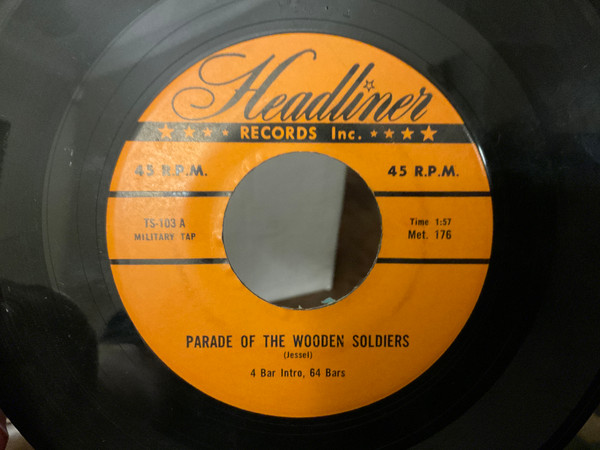 Headliner
RECORDS Inc.
45 R.P.M. 45 R.P.M.
TS-103 A Time 1:57
MILITARY TAP Met. 176
PARADE OF THE WOODEN SOLDIERS
(Jessel)
4 Bar Intro, 64 Bars